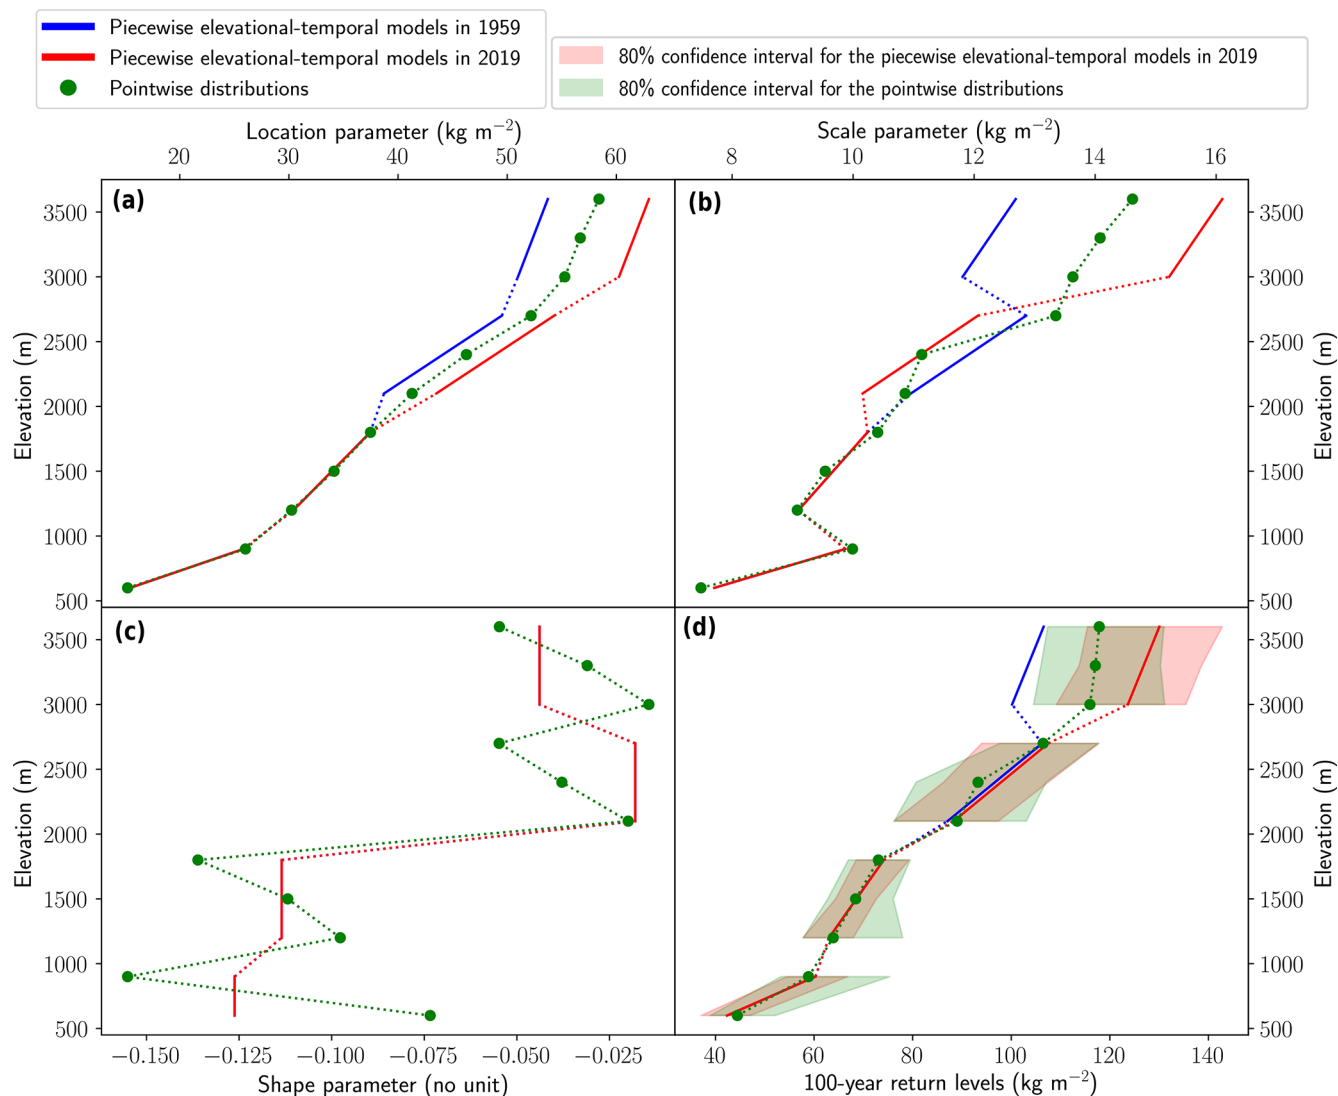 Piecewise elevational-temporal models in 1959
Piecewise elevational-temporal models in 2019
Pointwise distributions
80% confidence interval for the piecewise elevational-temporal models in 2019
80% confidence interval for the pointwise distributions
Location parameter (kg m⁻²)
20 30 40 50 60
Scale parameter (kg m⁻²)
8 10 12 14 16
(a)
(b)
3500 3500
3000 3000
2500 2500
2000 2000
1500 1500
1000 1000
500 500
Elevation (m)
Elevation (m)
(c)
(d)
3500 3500
3000 3000
2500 2500
2000 2000
1500 1500
1000 1000
500 500
Elevation (m)
Elevation (m)
−0.150 −0.125 −0.100 −0.075 −0.050 −0.025
Shape parameter (no unit)
40 60 80 100 120 140
100-year return levels (kg m⁻²)